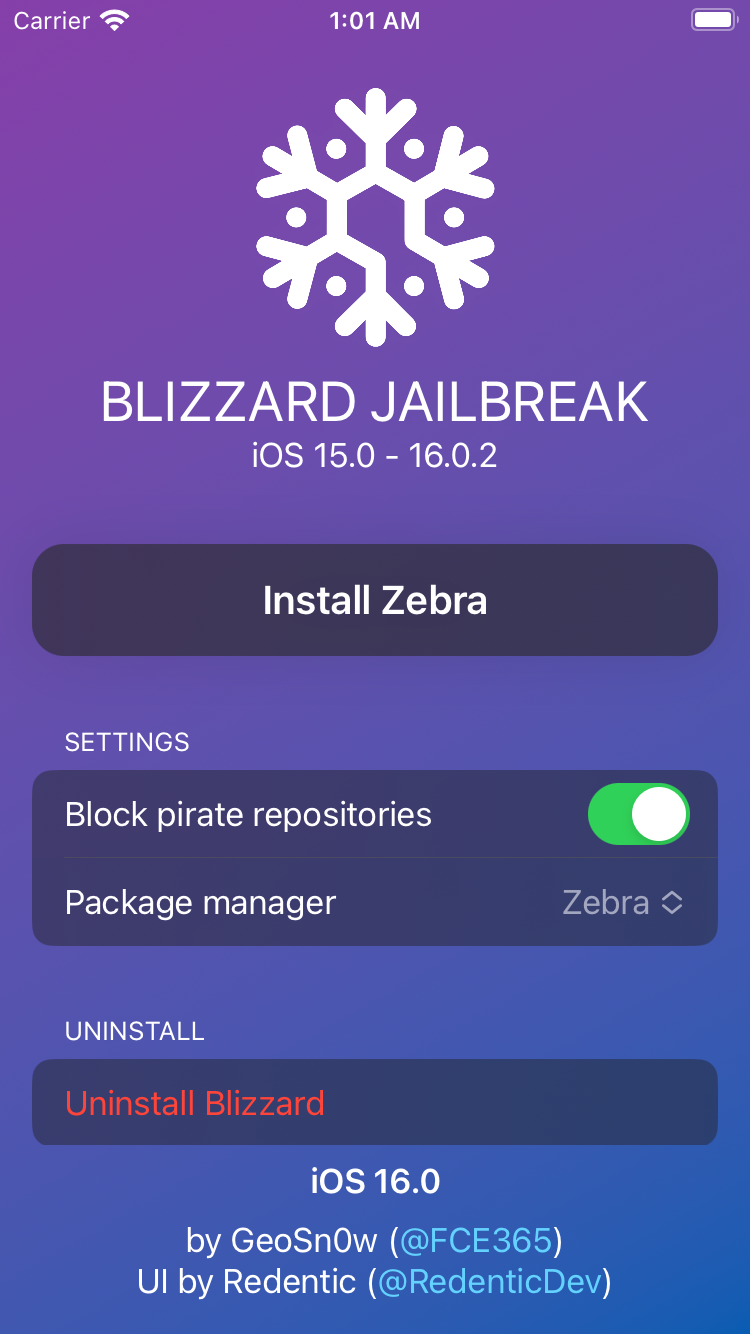 Carrier 1:01 AM
BLIZZARD JAILBREAK
iOS 15.0 - 16.0.2
Install Zebra
SETTINGS
Block pirate repositories
Package manager Zebra
UNINSTALL
Uninstall Blizzard
iOS 16.0
by GeoSn0w (@FCE365)
UI by Redentic (@RedenticDev)